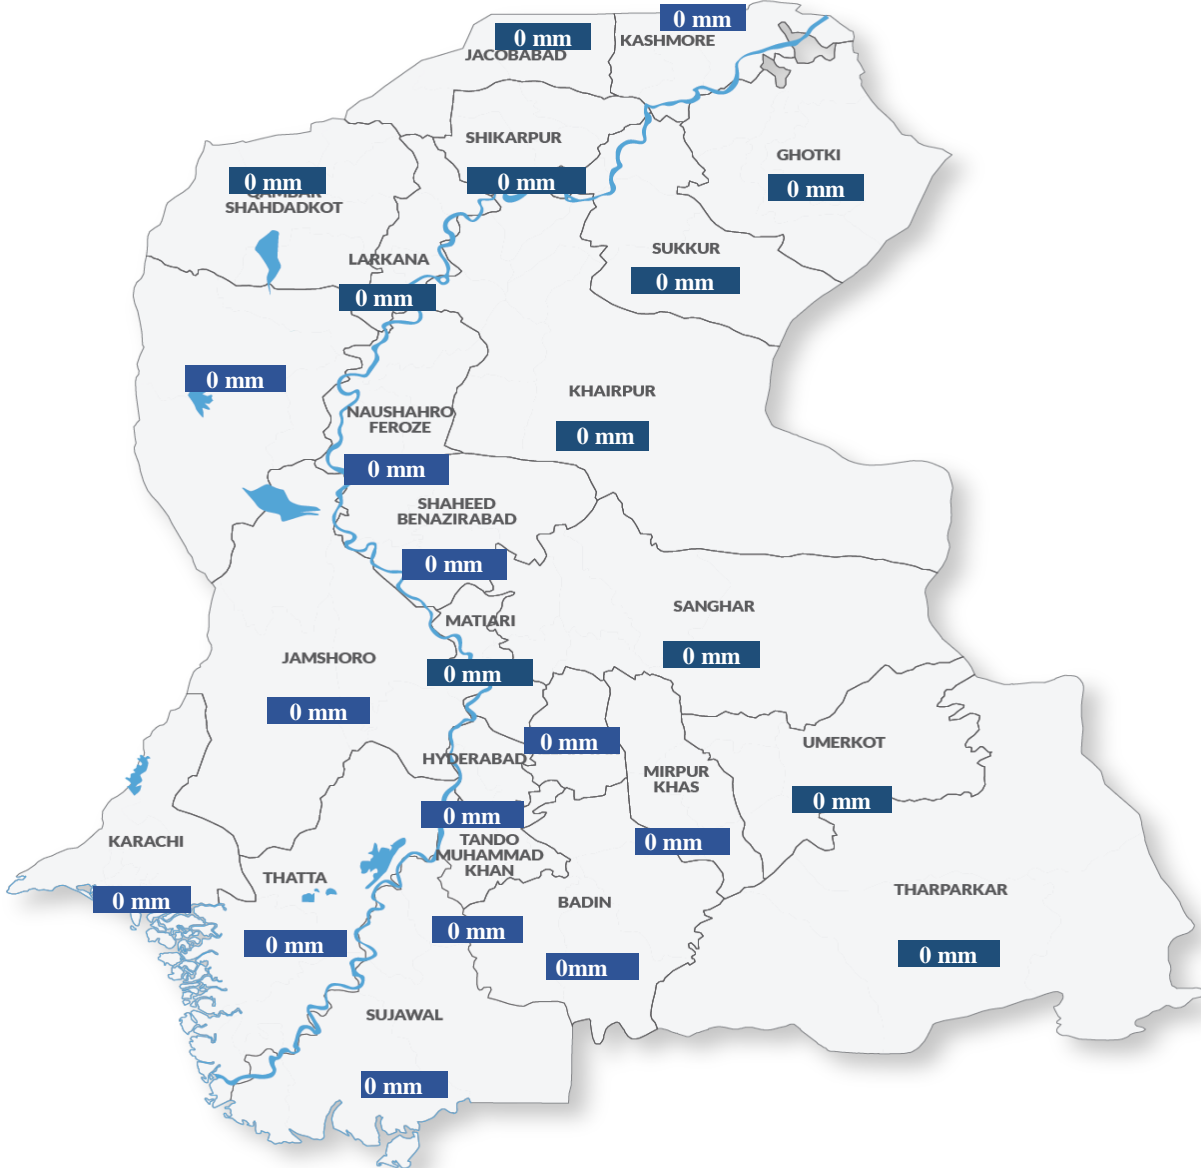 0 mm
0 mm
KASHMORE
JACOBABAD
SHIKARPUR
GHOTKI
0 mm
0 mm
0 mm
QAMBAR
SHAHDADKOT
SUKKUR
LARKANA
0 mm
0 mm
0 mm
KHAIRPUR
NAUSHAHRO
FEROZE
0 mm
0 mm
SHAHEED
BENAZIRABAD
0 mm
SANGHAR
MATIARI
0 mm
JAMSHORO
0 mm
0 mm
0 mm
UMERKOT
HYDERABAD
MIRPUR
KHAS
0 mm
0 mm
KARACHI
TANDO
MUHAMMAD
KHAN
0 mm
THATTA
THARPARKAR
0 mm
BADIN
0 mm
0 mm
0 mm
0mm
SUJAWAL
0 mm